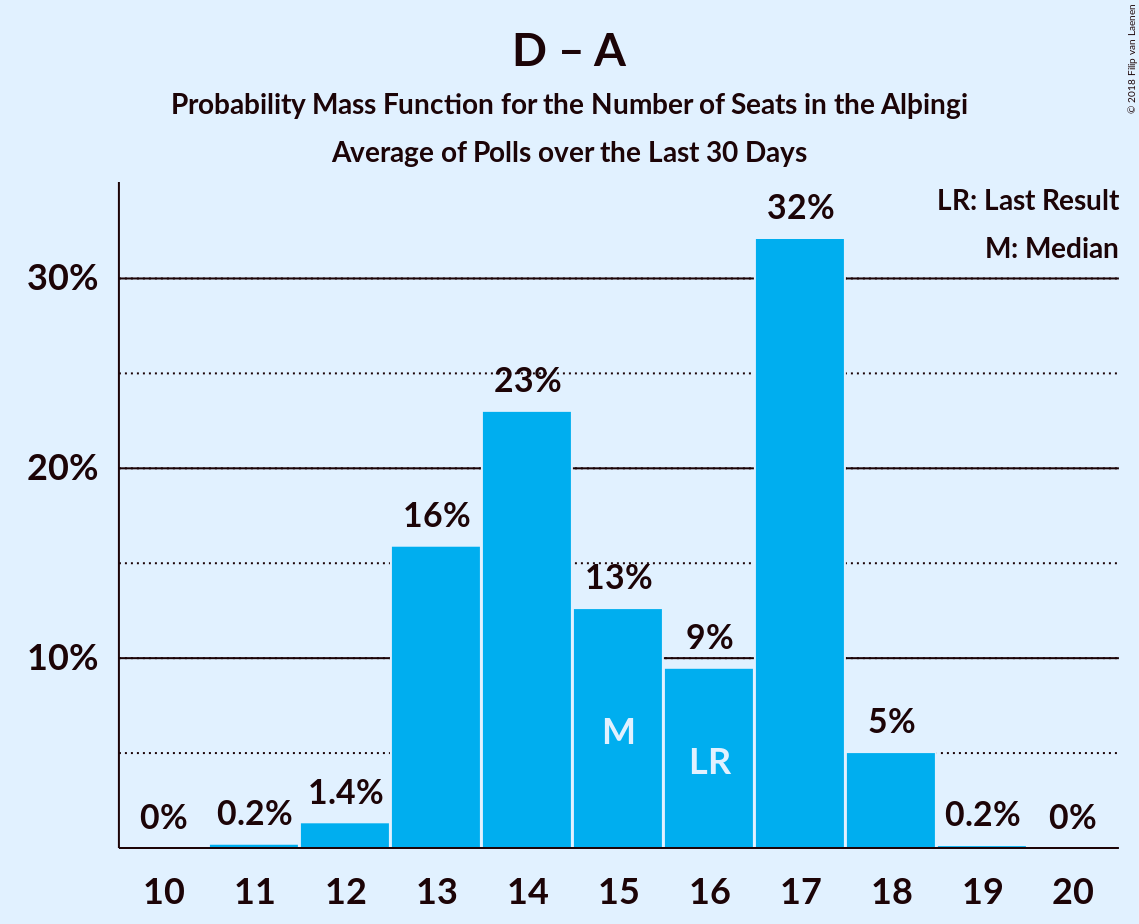 D – A
Probability Mass Function for the Number of Seats in the Alþingi
Average of Polls over the Last 30 Days
© 2018 Filip van Laenen
LR: Last Result
M: Median
30%
20%
10%
0%
0.2%
1.4%
16%
23%
13%
9%
32%
5%
0.2%
0%
M
LR
10 11 12 13 14 15 16 17 18 19 20